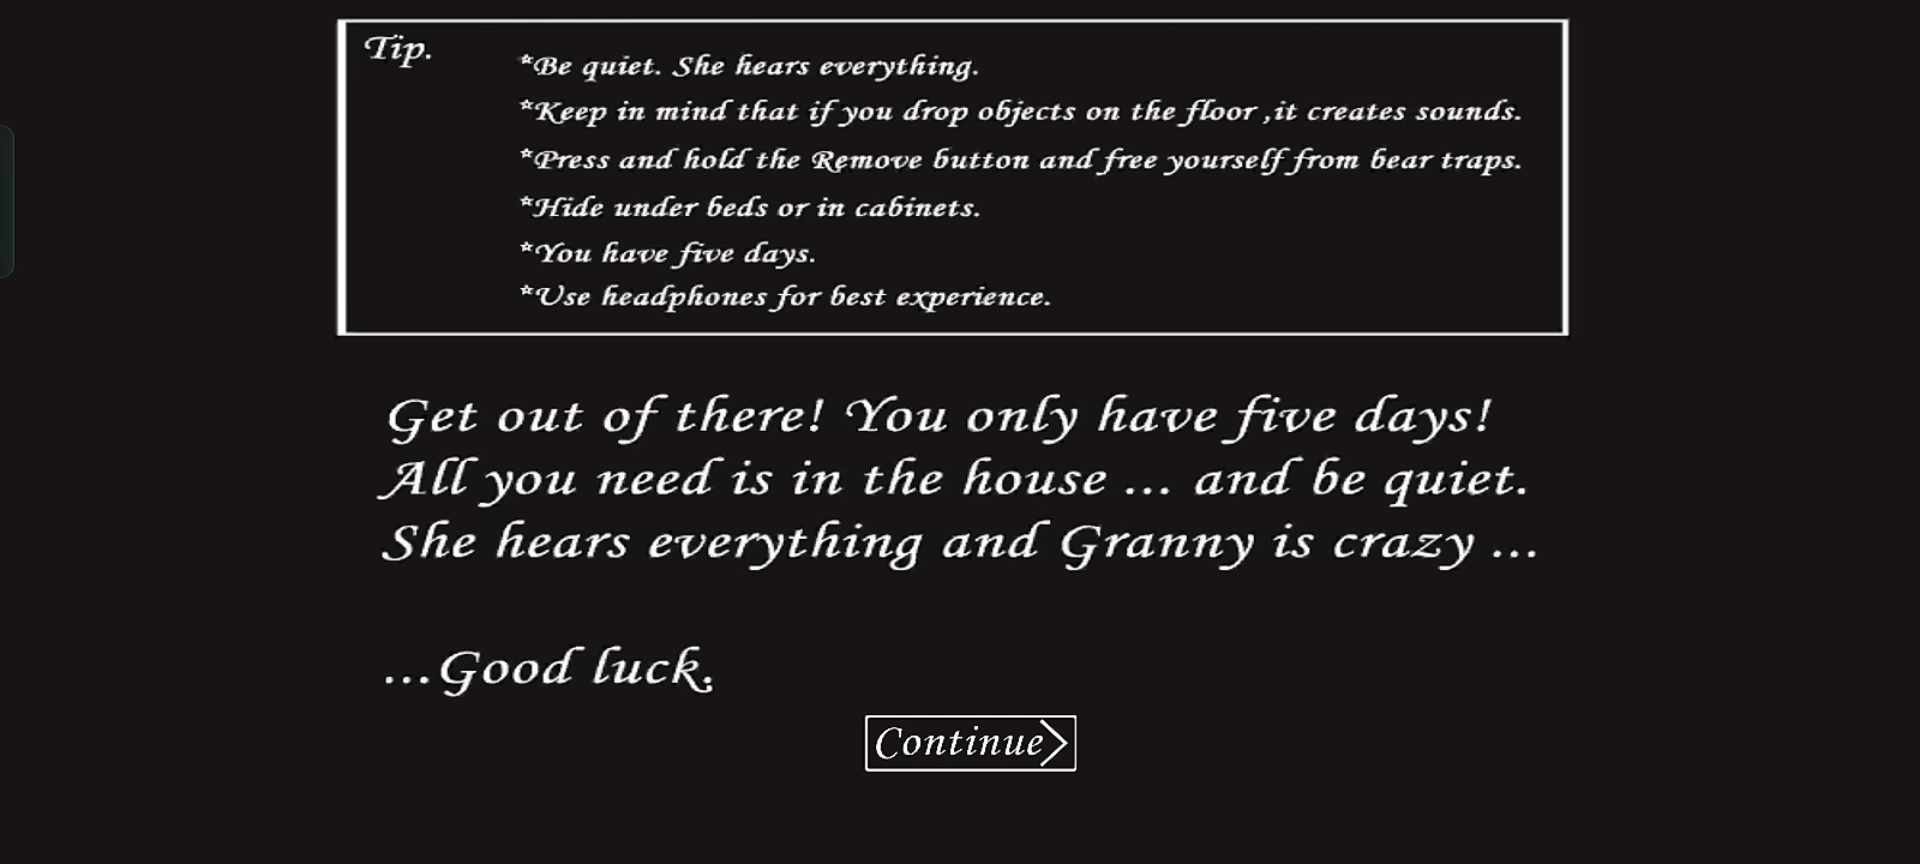 Tip.
*Be quiet. She hears everything.
*Keep in mind that if you drop objects on the floor ,it creates sounds.
*Press and hold the Remove button and free yourself from bear traps.
*Hide under beds or in cabinets.
*You have five days.
*Use headphones for best experience.
Get out of there! You only have five days!
All you need is in the house ... and be quiet.
She hears everything and Granny is crazy ...
...Good luck.
Continue